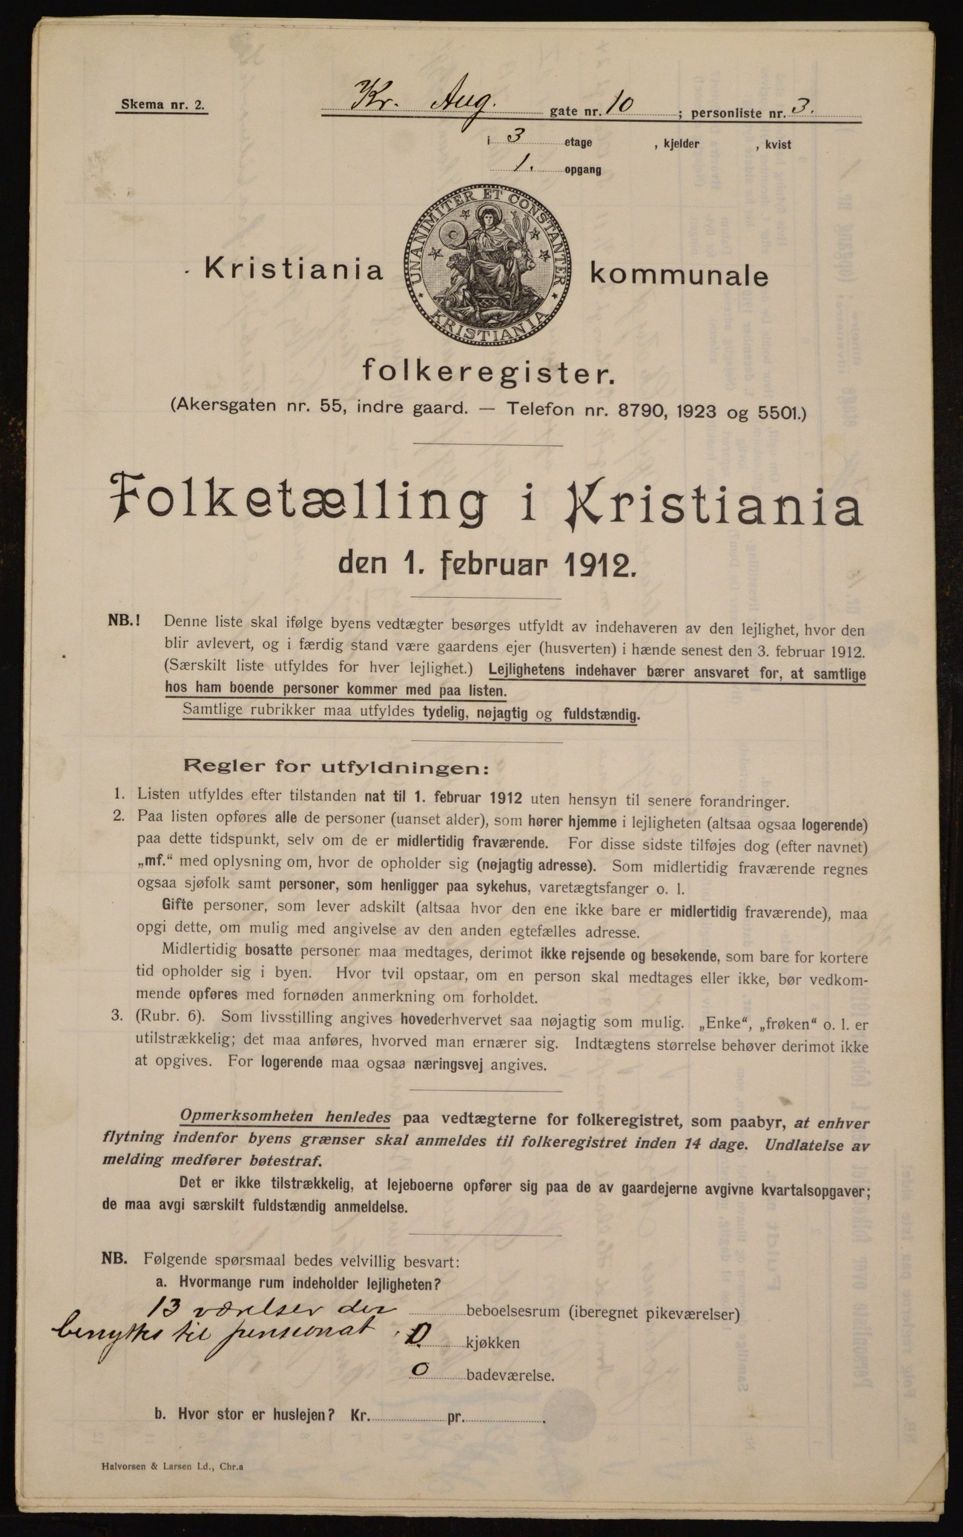 Skema nr. 2.
Kr. Aug. gate nr. 10 ; personliste nr. 3.
i 3 etage , kjelder , kvist
1. opgang
UNANIMITER ET CONSTANTER
KRISTIANIA
Kristiania kommunale
folkeregister.
(Akersgaten nr. 55, indre gaard. — Telefon nr. 8790, 1923 og 5501.)
Folketælling i Kristiania
den 1. februar 1912.
NB.! Denne liste skal ifølge byens vedtægter besørges utfyldt av indehaveren av den lejlighet, hvor den
blir avlevert, og i færdig stand være gaardens ejer (husverten) i hænde senest den 3. februar 1912.
(Særskilt liste utfyldes for hver lejlighet.) Lejlighetens indehaver bærer ansvaret for, at samtlige
hos ham boende personer kommer med paa listen.
Samtlige rubrikker maa utfyldes tydelig, nøjagtig og fuldstændig.
Regler for utfyldningen:
1. Listen utfyldes efter tilstanden nat til 1. februar 1912 uten hensyn til senere forandringer.
2. Paa listen opføres alle de personer (uanset alder), som hører hjemme i lejligheten (altsaa ogsaa logerende)
paa dette tidspunkt, selv om de er midlertidig fraværende. For disse sidste tilføjes dog (efter navnet)
„mf.“ med oplysning om, hvor de opholder sig (nøjagtig adresse). Som midlertidig fraværende regnes
ogsaa sjøfolk samt personer, som henligger paa sykehus, varetægtsfanger o. l.
Gifte personer, som lever adskilt (altsaa hvor den ene ikke bare er midlertidig fraværende), maa
opgi dette, om mulig med angivelse av den anden egtefælles adresse.
Midlertidig bosatte personer maa medtages, derimot ikke rejsende og besøkende, som bare for kortere
tid opholder sig i byen. Hvor tvil opstaar, om en person skal medtages eller ikke, bør vedkom-
mende opføres med fornøden anmerkning om forholdet.
3. (Rubr. 6). Som livsstilling angives hovederhvervet saa nøjagtig som mulig. „Enke“, „frøken“ o. l. er
utilstrækkelig; det maa anføres, hvorved man ernærer sig. Indtægtens størrelse behøver derimot ikke
at opgives. For logerende maa ogsaa næringsvej angives.
Opmerksomheten henledes paa vedtægterne for folkeregistret, som paabyr, at enhver
flytning indenfor byens grænser skal anmeldes til folkeregistret inden 14 dage. Undlatelse av
melding medfører bøtestraf.
Det er ikke tilstrækkelig, at lejeboerne opfører sig paa de av gaardejerne avgivne kvartalsopgaver;
de maa avgi særskilt fuldstændig anmeldelse.
NB. Følgende spørsmaal bedes velvillig besvart:
a. Hvormange rum indeholder lejligheten?
13 værelser der beboelsesrum (iberegnet pikeværelser)
benyttes til pensionat. 0 kjøkken
0 badeværelse.
b. Hvor stor er huslejen? Kr. pr. .
Halvorsen & Larsen Ld., Chr.a